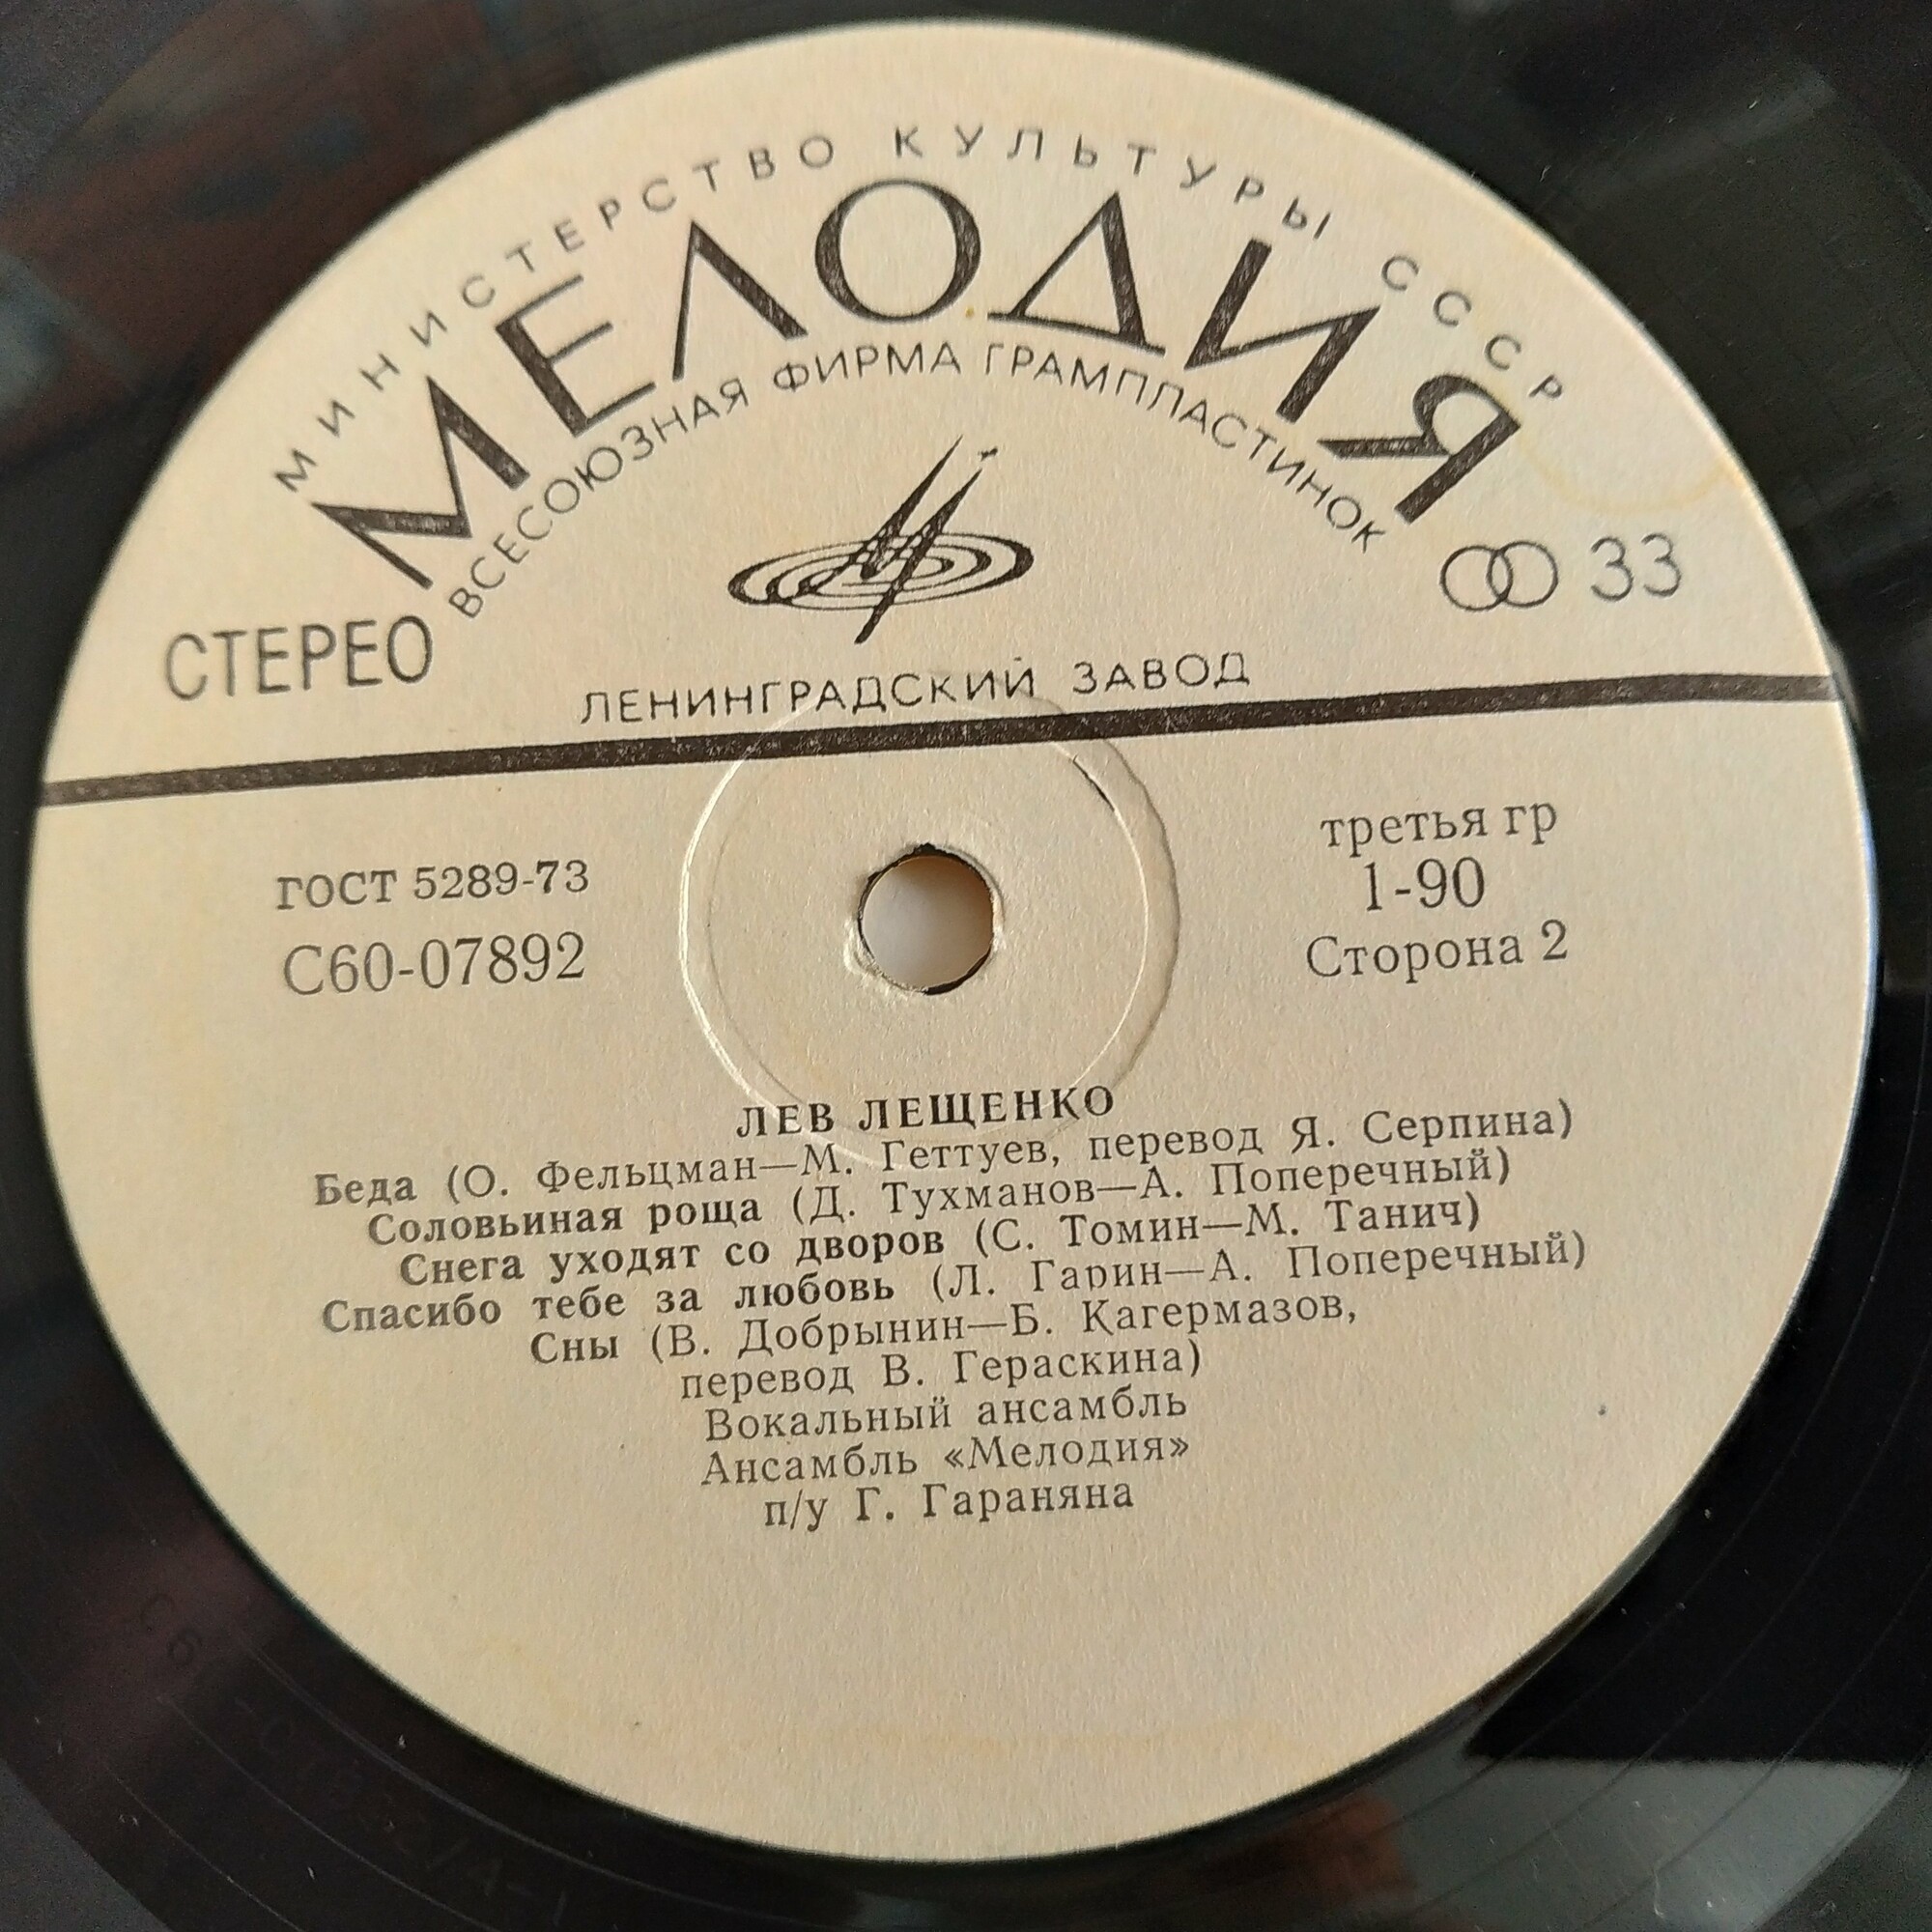 МИНИСТЕРСТВО КУЛЬТУРЫ СССР
МЕЛОДИЯ
ВСЕСОЮЗНАЯ ФИРМА ГРАМПЛАСТИНОК
СТЕРЕО
33
ЛЕНИНГРАДСКИЙ ЗАВОД
ГОСТ 5289-73
С60-07892
третья гр
1-90
Сторона 2
ЛЕВ ЛЕЩЕНКО
Беда (О. Фельцман—М. Геттуев, перевод Я. Серпина)
Соловьиная роща (Д. Тухманов—А. Поперечный)
Снега уходят со дворов (С. Томин—М. Танич)
Спасибо тебе за любовь (Л. Гарин—А. Поперечный)
Сны (В. Добрынин—Б. Кагермазов,
перевод В. Гераскина)
Вокальный ансамбль
Ансамбль «Мелодия»
п/у Г. Гараняна